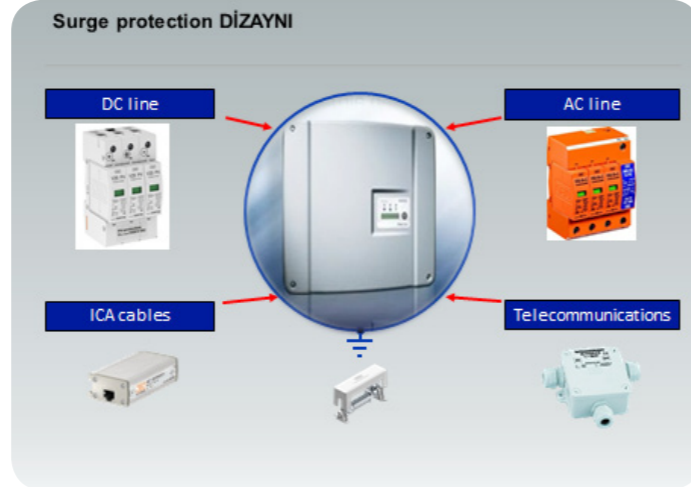 Surge protection DİZAYNI
DC line
AC line
ICA cables
Telecommunications